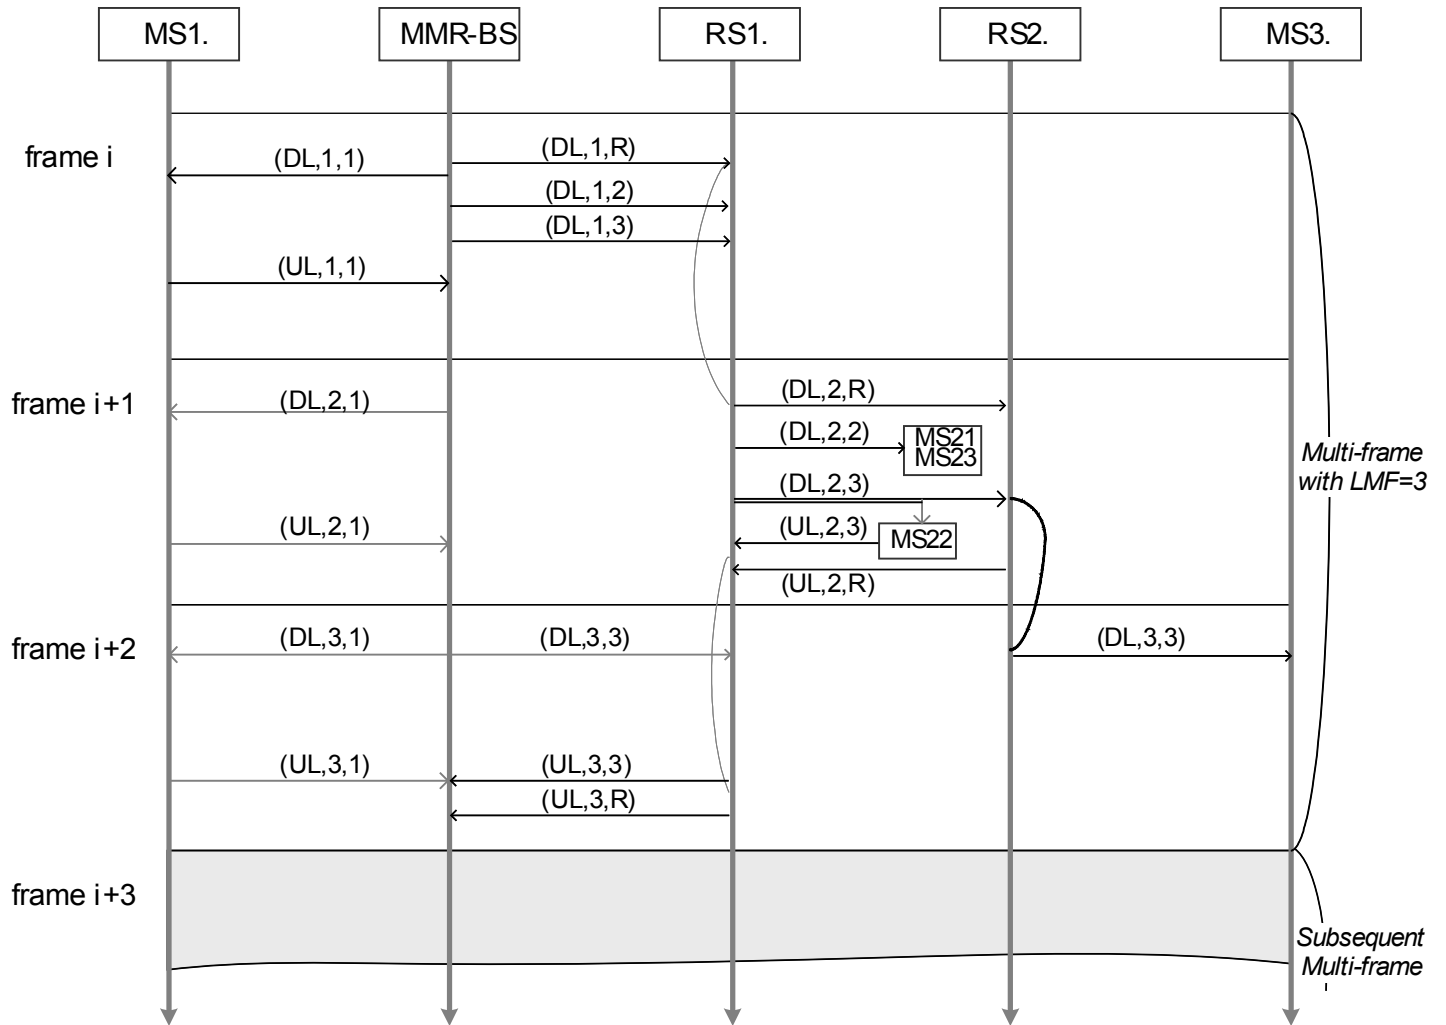 MS1. MMR-BS RS1. RS2. MS3.
frame i
(DL,1,1) (DL,1,R)
(DL,1,2)
(DL,1,3)
(UL,1,1)
frame i+1
(DL,2,1) (DL,2,R)
(DL,2,2) MS21
MS23
(DL,2,3)
(UL,2,1) (UL,2,3) MS22
(UL,2,R)
Multi-frame
with LMF=3
frame i+2
(DL,3,1) (DL,3,3) (DL,3,3)
(UL,3,1) (UL,3,3)
(UL,3,R)
frame i+3
Subsequent
Multi-frame